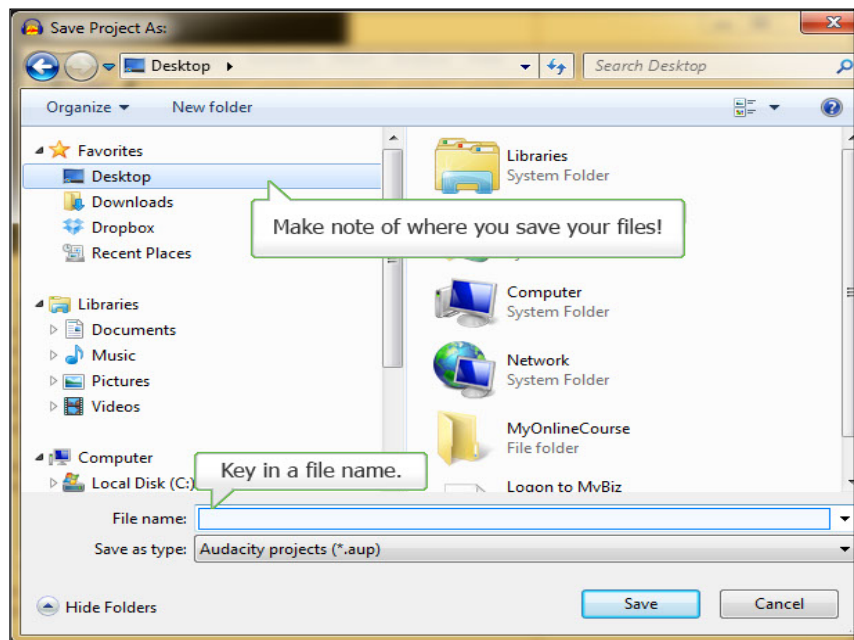 Save Project As:
Desktop
Search Desktop
Organize
New folder
Favorites
Desktop
Downloads
Dropbox
Recent Places
Libraries
Documents
Music
Pictures
Videos
Computer
Local Disk (C:)
Libraries
System Folder
Make note of where you save your files!
Computer
System Folder
Network
System Folder
MyOnlineCourse
File folder
Logon to MyBiz
Key in a file name.
File name:
Save as type: Audacity projects (*.aup)
Hide Folders
Save
Cancel